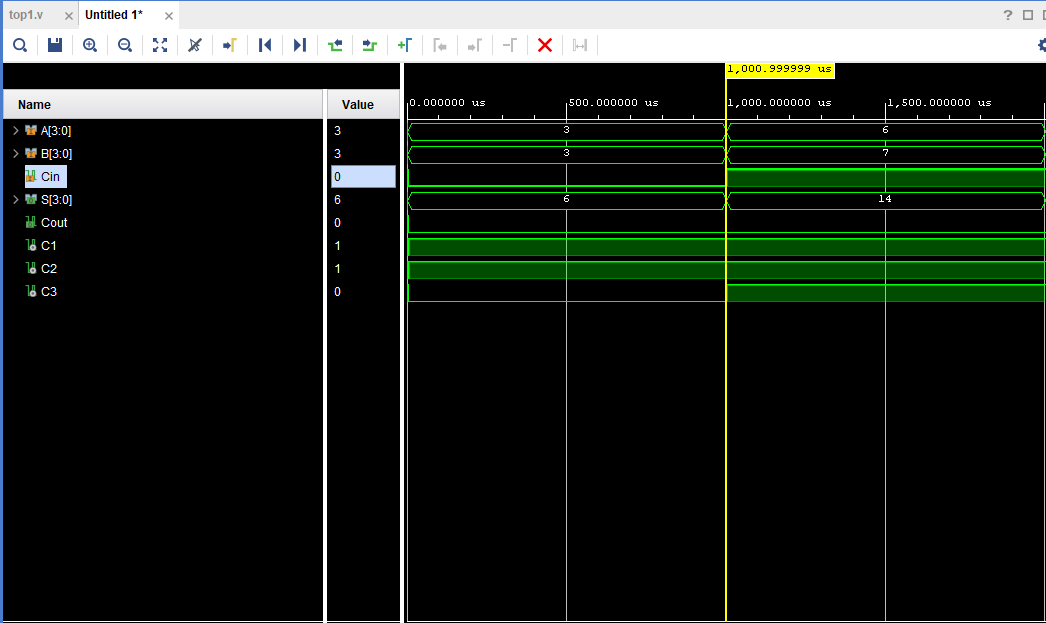 top1.v Untitled 1*
1,000.999999 us
Name Value 0.000000 us 500.000000 us 1,000.000000 us 1,500.000000 us
A[3:0] 3 3 6
B[3:0] 3 3 7
Cin 0
S[3:0] 6 6 14
Cout 0
C1 1
C2 1
C3 0